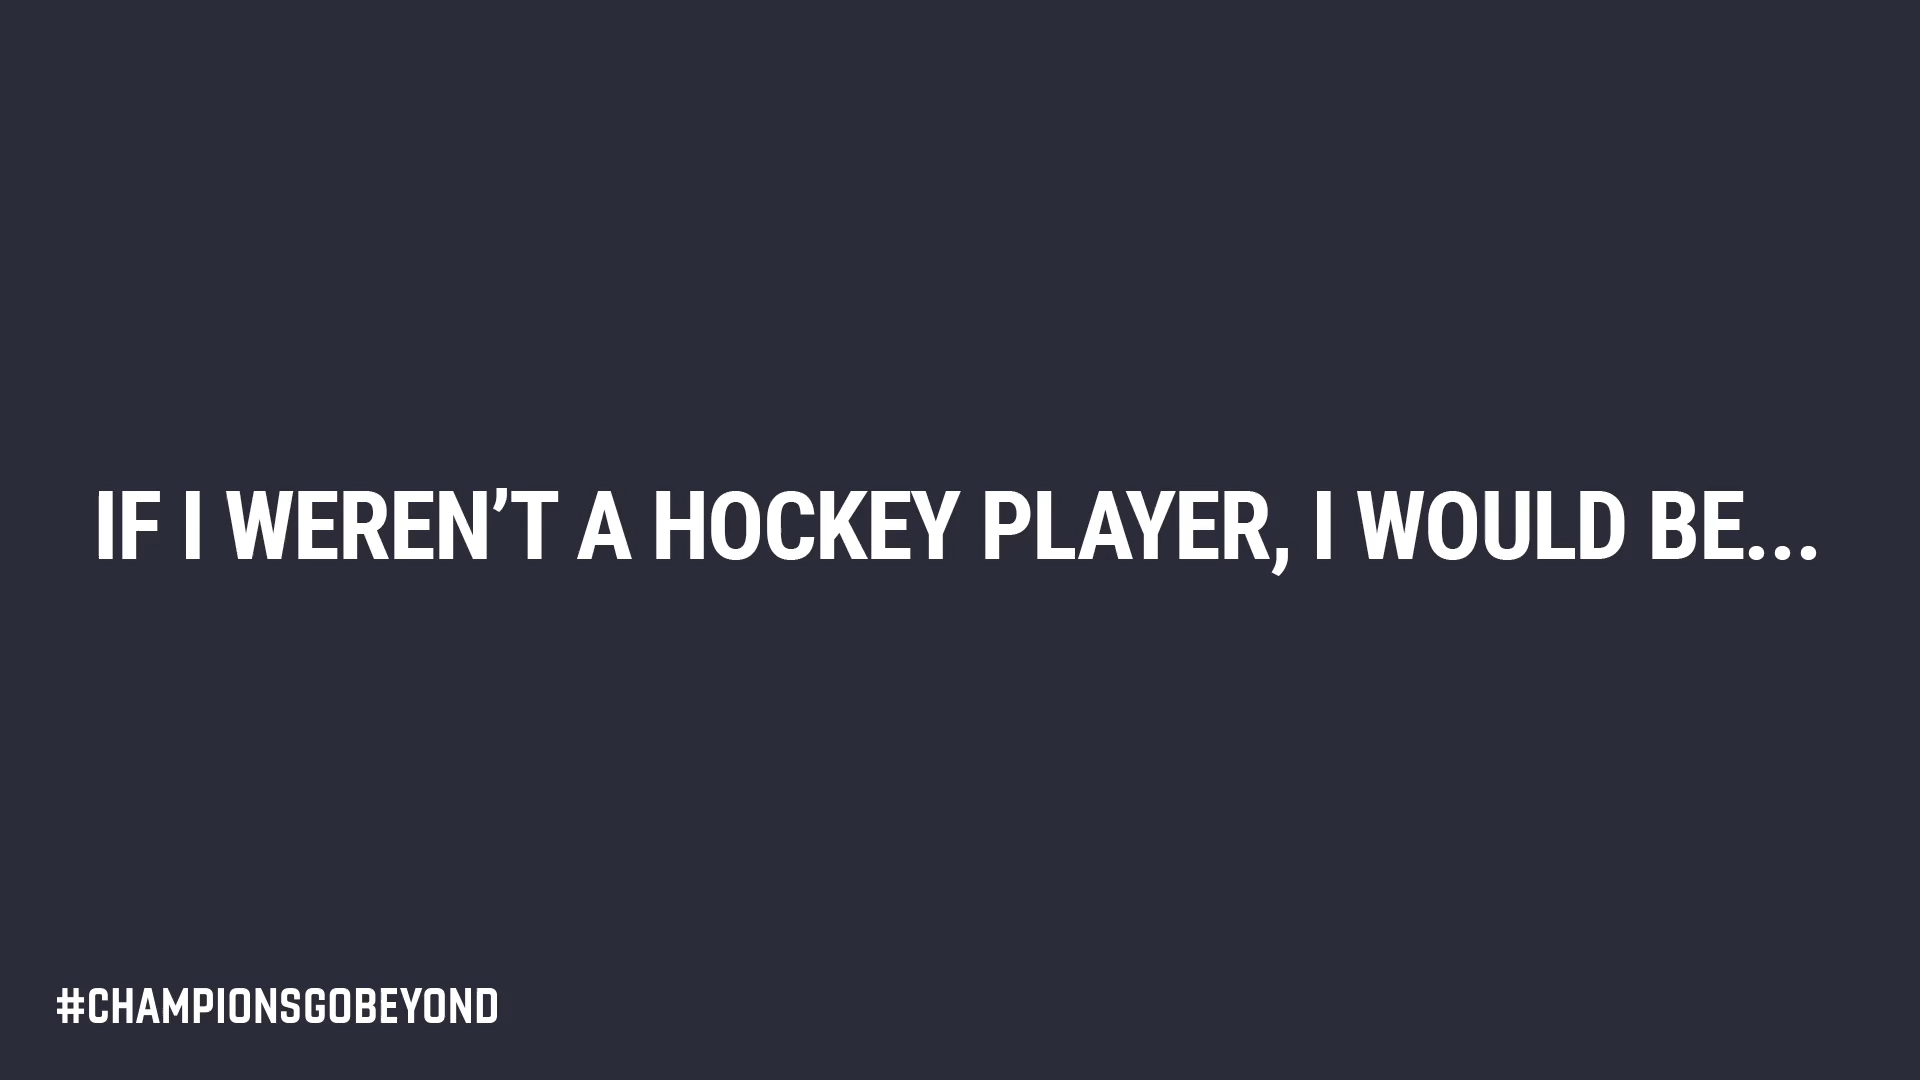 IF I WEREN’T A HOCKEY PLAYER, I WOULD BE...
#CHAMPIONSGOBEYOND